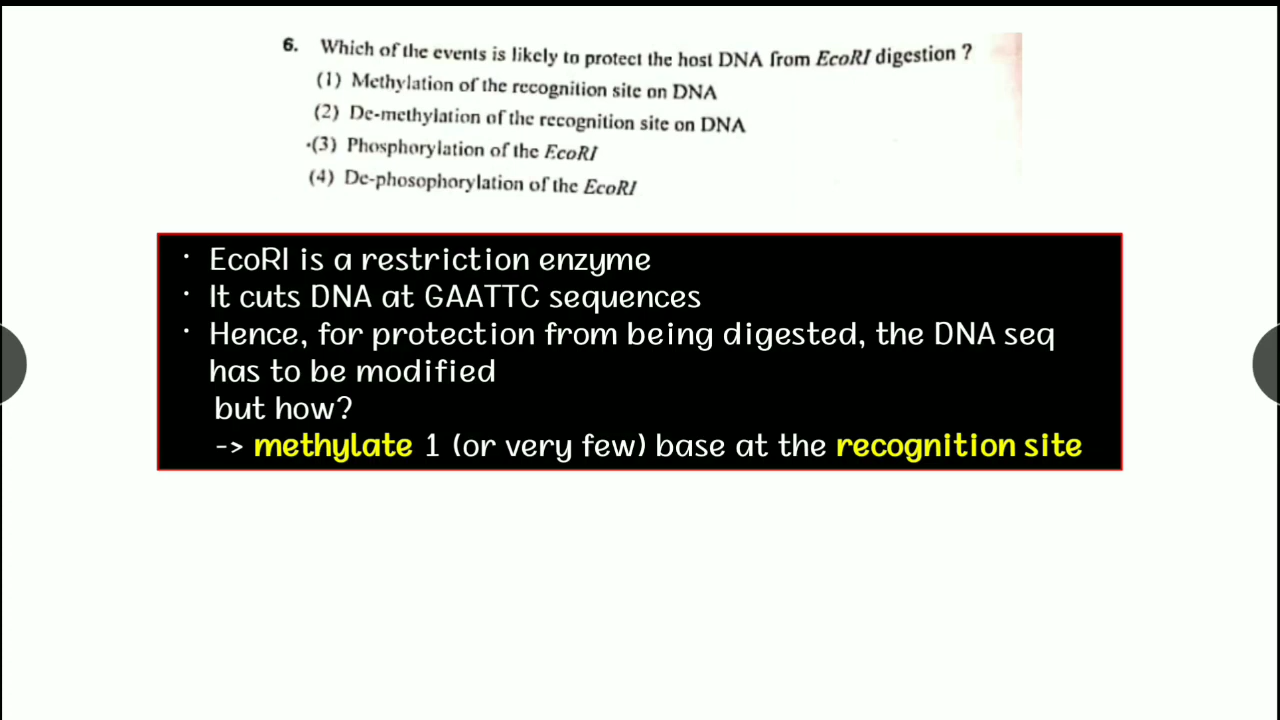 6. Which of the events is likely to protect the host DNA from EcoRI digestion ?
(1) Methylation of the recognition site on DNA
(2) De-methylation of the recognition site on DNA
(3) Phosphorylation of the EcoRI
(4) De-phosophorylation of the EcoRI
· EcoRI is a restriction enzyme
· It cuts DNA at GAATTC sequences
· Hence, for protection from being digested, the DNA seq
has to be modified
but how?
-> methylate 1 (or very few) base at the recognition site